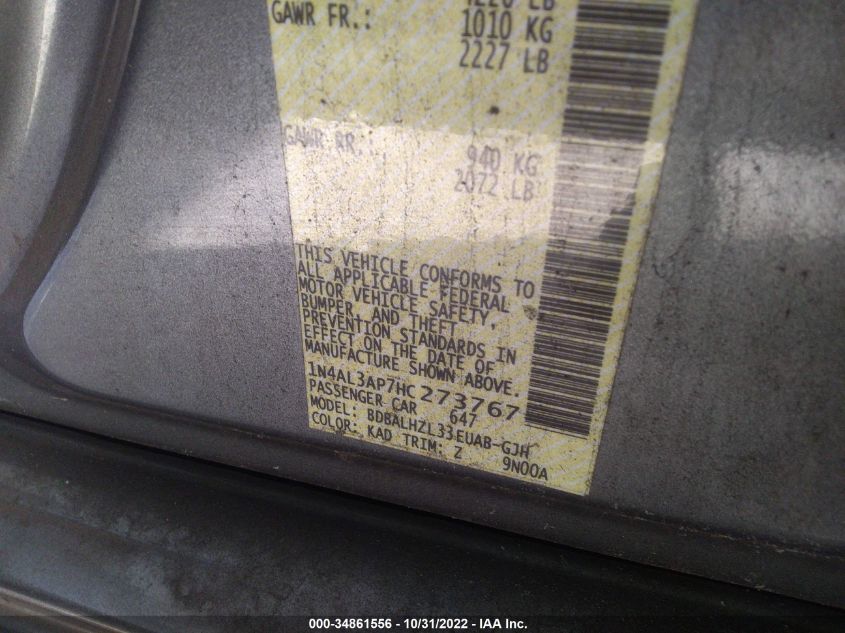 GAWR FR.: 1010 KG
2227 LB
GAWR RR.: 940 KG
2072 LB
THIS VEHICLE CONFORMS TO
ALL APPLICABLE FEDERAL
MOTOR VEHICLE SAFETY,
BUMPER, AND THEFT
PREVENTION STANDARDS IN
EFFECT ON THE DATE OF
MANUFACTURE SHOWN ABOVE.
1N4AL3AP7HC273767
PASSENGER CAR 647
MODEL: BDBALHZL33EUAB-GJH
COLOR: KAD TRIM: Z 9N00A
000-34861556 - 10/31/2022 - IAA Inc.